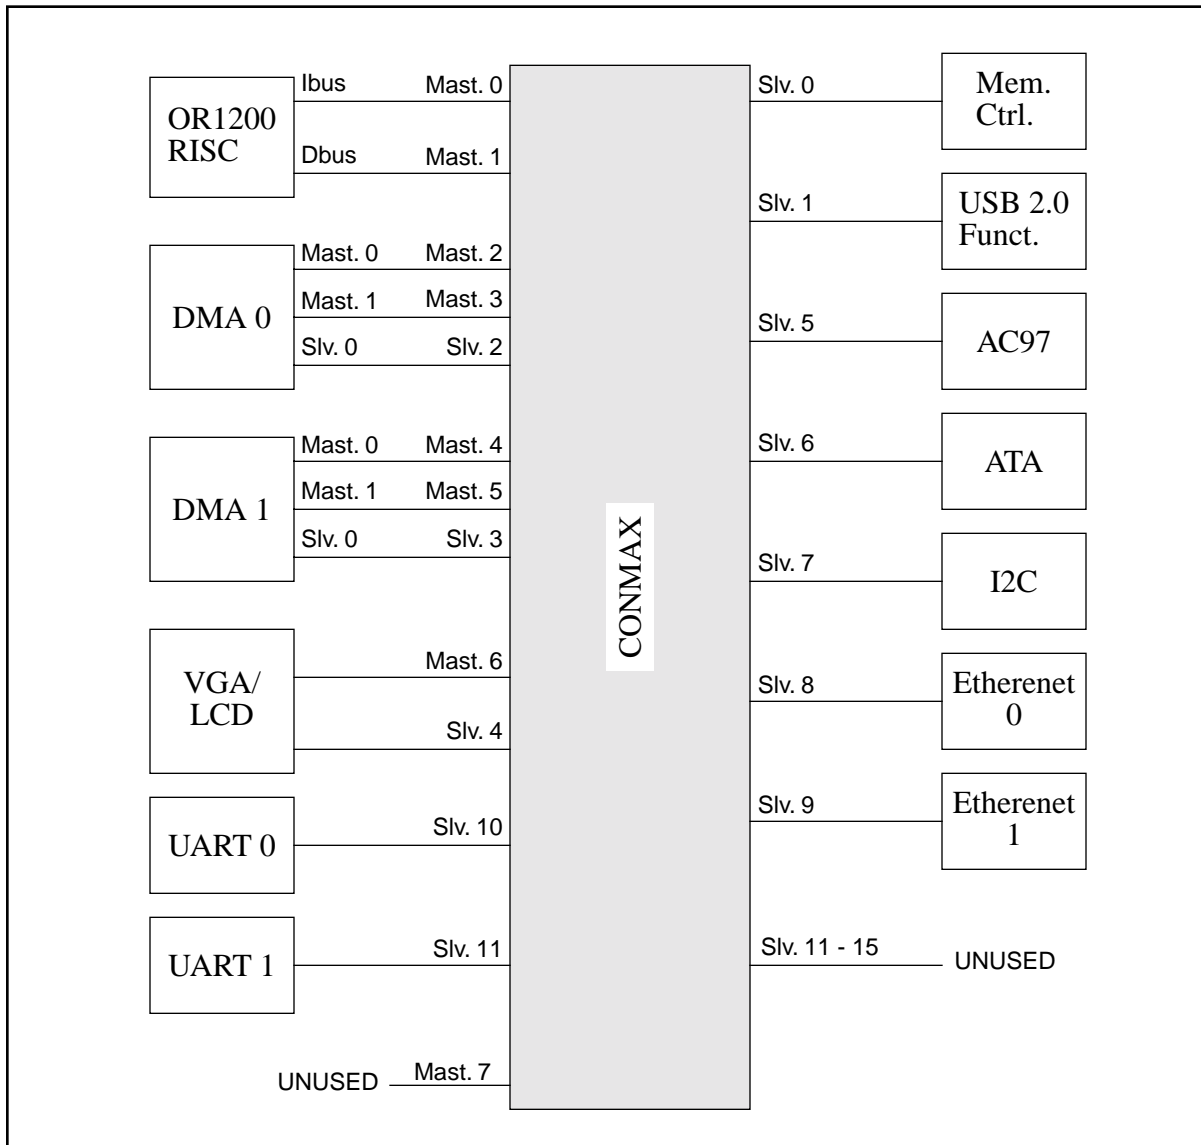 Ibus
Mast. 0
OR1200
RISC
Dbus
Mast. 1
Mast. 0
Mast. 2
DMA 0
Mast. 1
Mast. 3
Slv. 0
Slv. 2
Mast. 0
Mast. 4
DMA 1
Mast. 1
Mast. 5
Slv. 0
Slv. 3
VGA/
LCD
Mast. 6
Slv. 4
UART 0
Slv. 10
UART 1
Slv. 11
UNUSED
Mast. 7
CONMAX
Slv. 0
Mem.
Ctrl.
Slv. 1
USB 2.0
Funct.
Slv. 5
AC97
Slv. 6
ATA
Slv. 7
I2C
Slv. 8
Etherenet
0
Slv. 9
Etherenet
1
Slv. 11 - 15
UNUSED